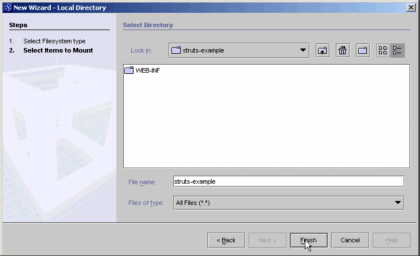 New Wizard - Local Directory
Steps
1. Select Filesystem type
2. Select Items to Mount
Select Directory
Look in:
struts-example
WEB-INF
File name:
struts-example
Files of type:
All Files (*.*)
< Back
Next >
Finish
Cancel
Help